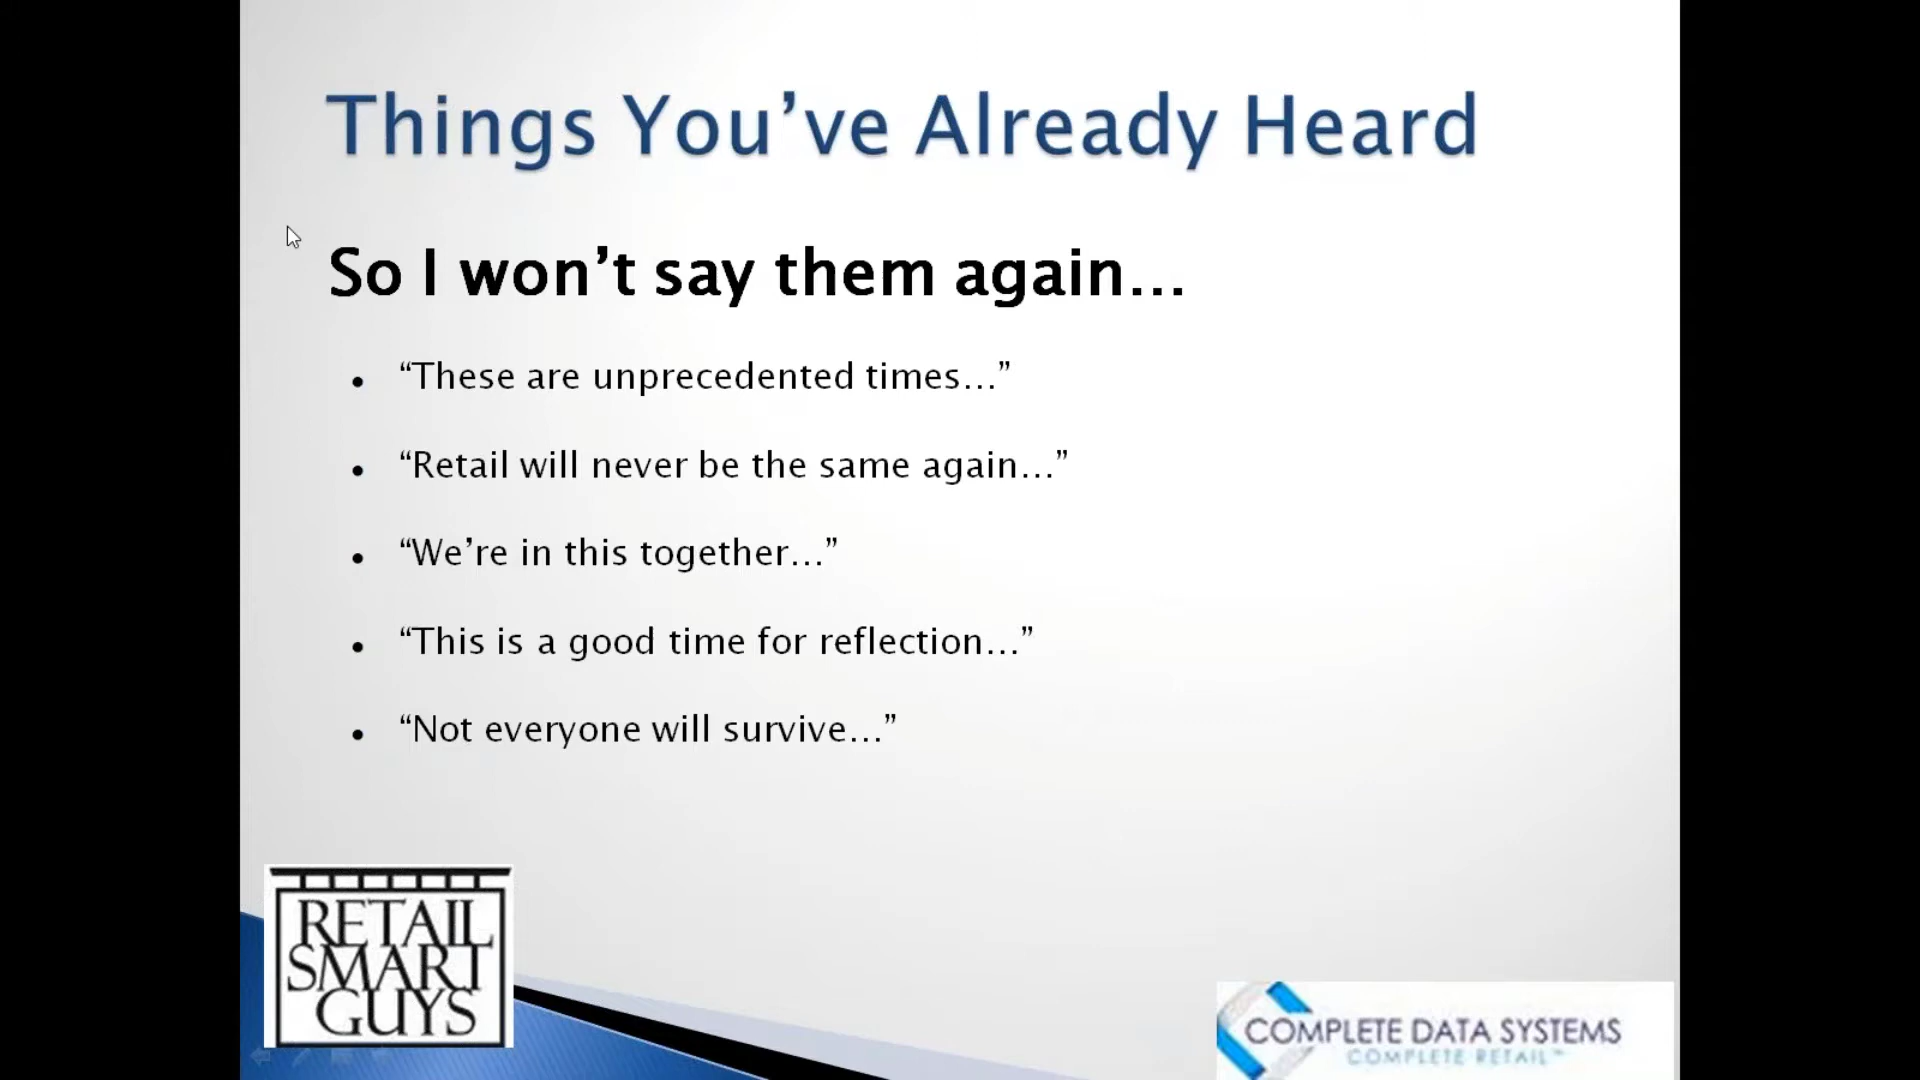 Things You’ve Already Heard
So I won’t say them again…
• “These are unprecedented times…”
• “Retail will never be the same again…”
• “We’re in this together…”
• “This is a good time for reflection…”
• “Not everyone will survive…”
RETAIL
SMART
GUYS
COMPLETE DATA SYSTEMS
COMPLETE RETAIL™